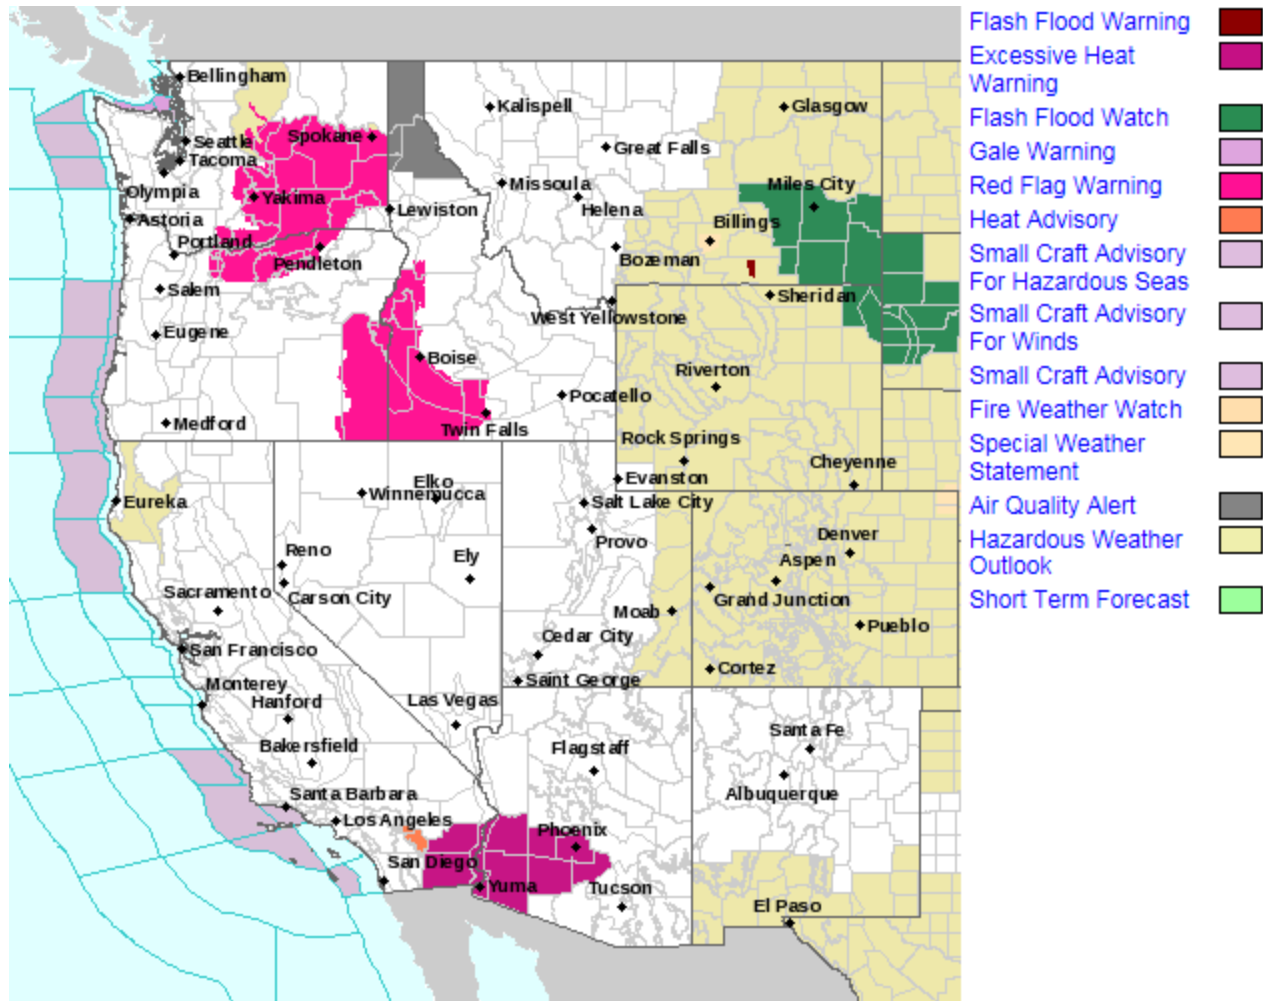 Bellingham
Kalispell
Glasgow
Spokane
Seattle
Great Falls
Tacoma
Olympia
Missoula
Miles City
Yakima
Lewiston
Helena
Astoria
Billings
Portland
Pendleton
Bozeman
Salem
Sheridan
West Yellowstone
Eugene
Boise
Riverton
Pocatello
Medford
Twin Falls
Rock Springs
Cheyenne
Evanston
Elko
Winnemucca
Eureka
Salt Lake City
Denver
Provo
Reno
Ely
Aspen
Sacramento
Carson City
Grand Junction
Moab
Pueblo
Cedar City
San Francisco
Cortez
Saint George
Monterey
Hanford
Las Vegas
Santa Fe
Bakersfield
Flagstaff
Santa Barbara
Albuquerque
Los Angeles
Phoenix
San Diego
Yuma
Tucson
El Paso
Flash Flood Warning
Excessive Heat
Warning
Flash Flood Watch
Gale Warning
Red Flag Warning
Heat Advisory
Small Craft Advisory
For Hazardous Seas
Small Craft Advisory
For Winds
Small Craft Advisory
Fire Weather Watch
Special Weather
Statement
Air Quality Alert
Hazardous Weather
Outlook
Short Term Forecast